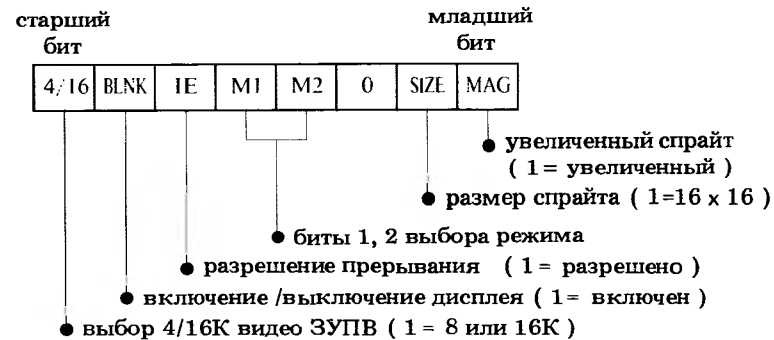 старший бит
младший бит
4/16 BLNK IE M1 M2 0 SIZE MAG
увеличенный спрайт
( 1= увеличенный )
размер спрайта ( 1=16 x 16 )
биты 1, 2 выбора режима
разрешение прерывания ( 1= разрешено )
включение /выключение дисплея ( 1= включен )
выбор 4/16К видео ЗУПВ ( 1= 8 или 16К )